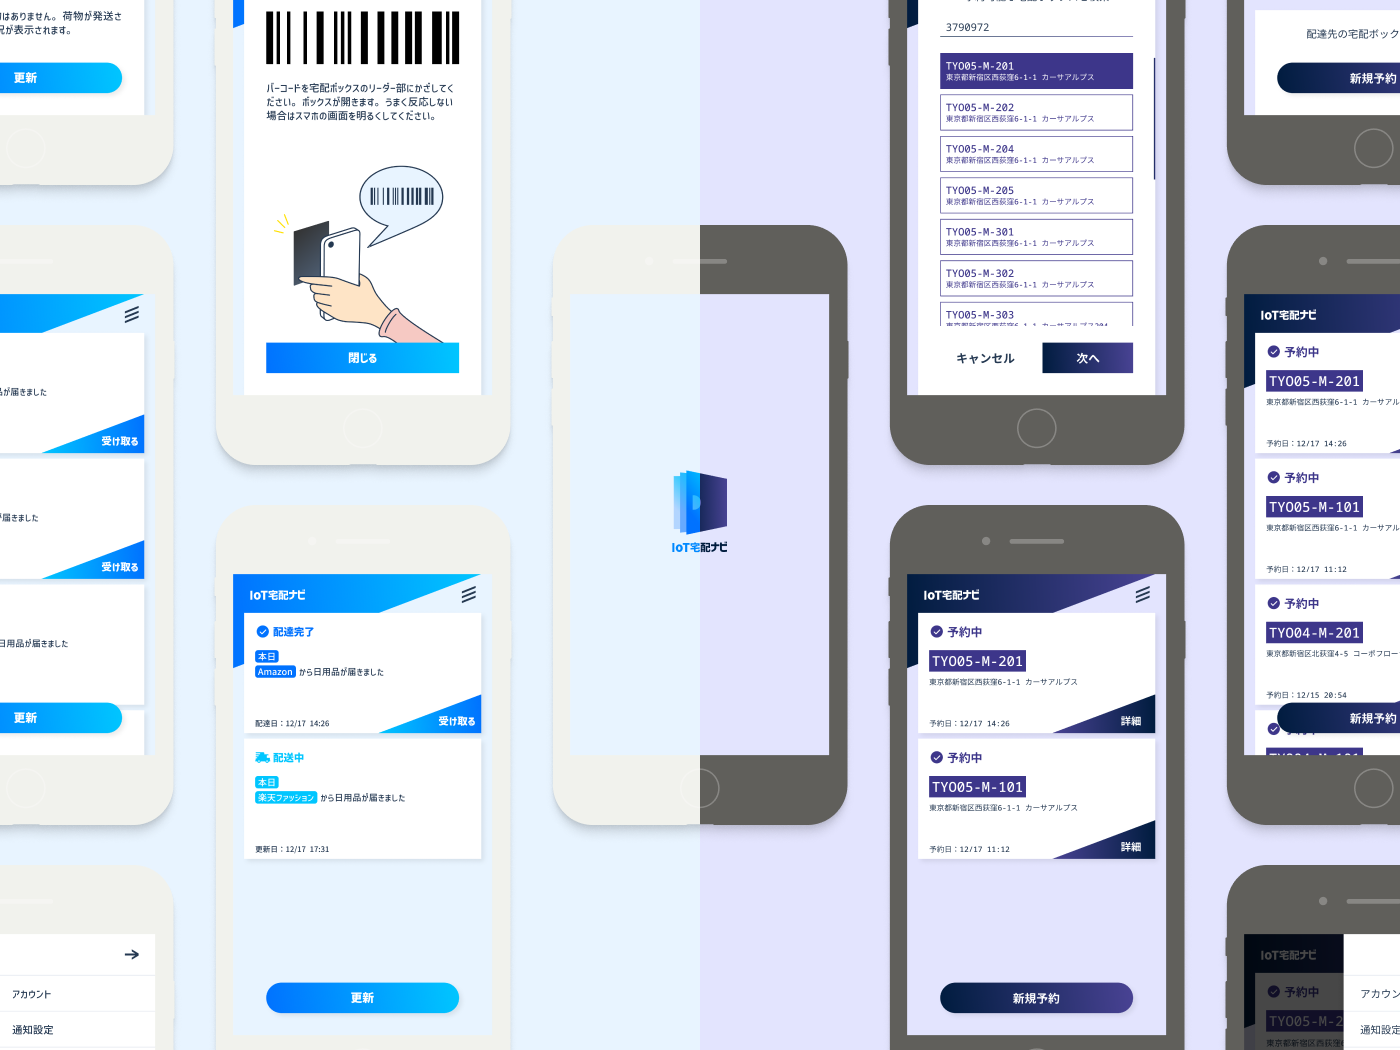 はありません。荷物が発送さ
況が表示されます。
更新
品が届きました
受け取る
が届きました
受け取る
日用品が届きました
更新
アカウント
通知設定
バーコードを宅配ボックスのリーダー部にかざしてく
ださい。ボックスが開きます。うまく反応しない
場合はスマホの画面を明るくしてください。
閉じる
IoT宅配ナビ
配達完了
本日
Amazon から日用品が届きました
配達日：12/17 14:26
受け取る
配送中
本日
楽天ファッション から日用品が届きました
更新日：12/17 17:31
更新
IoT宅配ナビ
3790972
TYO05-M-201
東京都新宿区西荻窪6-1-1 カーサアルプス
TYO05-M-202
東京都新宿区西荻窪6-1-1 カーサアルプス
TYO05-M-204
東京都新宿区西荻窪6-1-1 カーサアルプス
TYO05-M-205
東京都新宿区西荻窪6-1-1 カーサアルプス
TYO05-M-301
東京都新宿区西荻窪6-1-1 カーサアルプス
TYO05-M-302
東京都新宿区西荻窪6-1-1 カーサアルプス
TYO05-M-303
キャンセル
次へ
IoT宅配ナビ
予約中
TYO05-M-201
東京都新宿区西荻窪6-1-1 カーサアルプス
予約日：12/17 14:26
詳細
予約中
TYO05-M-101
東京都新宿区西荻窪6-1-1 カーサアルプス
予約日：12/17 11:12
詳細
新規予約
配達先の宅配ボック
新規予約
IoT宅配ナビ
予約中
TYO05-M-201
東京都新宿区西荻窪6-1-1 カーサアル
予約日：12/17 14:26
予約中
TYO05-M-101
東京都新宿区西荻窪6-1-1 カーサアル
予約日：12/17 11:12
予約中
TYO04-M-201
東京都新宿区北荻窪4-5 コーポフロー
予約日：12/15 20:54
新規予約
IoT宅配ナビ
予約中
TYO05-M-2
東京都新宿区西荻窪6
アカウン
通知設定